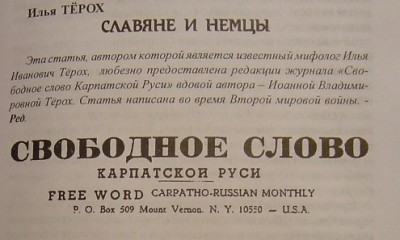 Илья ТЁРОХ
СЛАВЯНЕ И НЕМЦЫ
Эта статья, автором которой является известный мифолог Илья
Иванович Тёрох, любезно предоставлена редакции журнала «Сво-
бодное слово Карпатской Руси» вдовой автора – Иоанной Владими-
ровной Тёрох. Статья написана во время Второй мировой войны. -
Ред.
СВОБОДНОЕ СЛОВО
КАРПАТСКОЙ РУСИ
FREE WORD CARPATHO-RUSSIAN MONTHLY
P. O. Box 509 Mount Vernon. N. Y. 10550 – U.S.A.